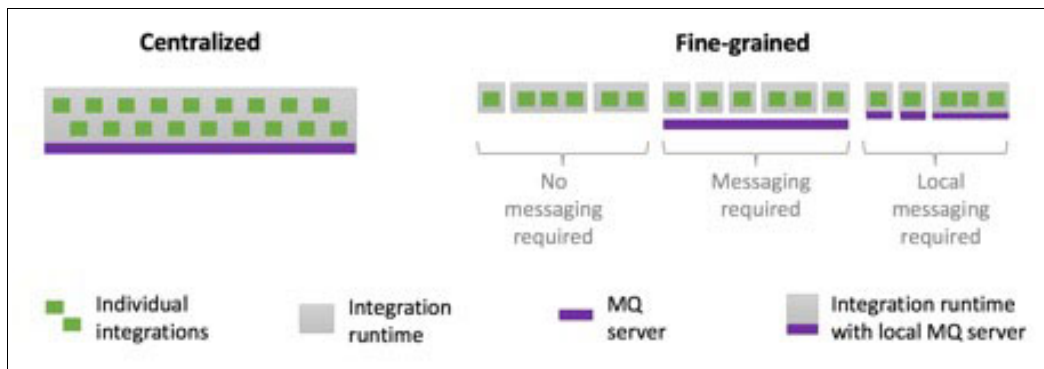 Centralized
Fine-grained
No
messaging
required
Messaging
required
Local
messaging
required
Individual
integrations
Integration
runtime
MQ
server
Integration runtime
with local MQ server